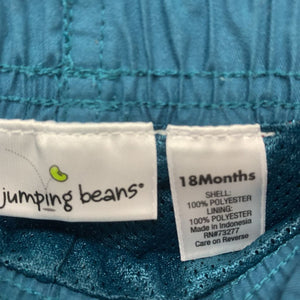 jumping beans®
18Months
SHELL:
100% POLYESTER
LINING:
100% POLYESTER
Made in Indonesia
RN#73277
Care on Reverse